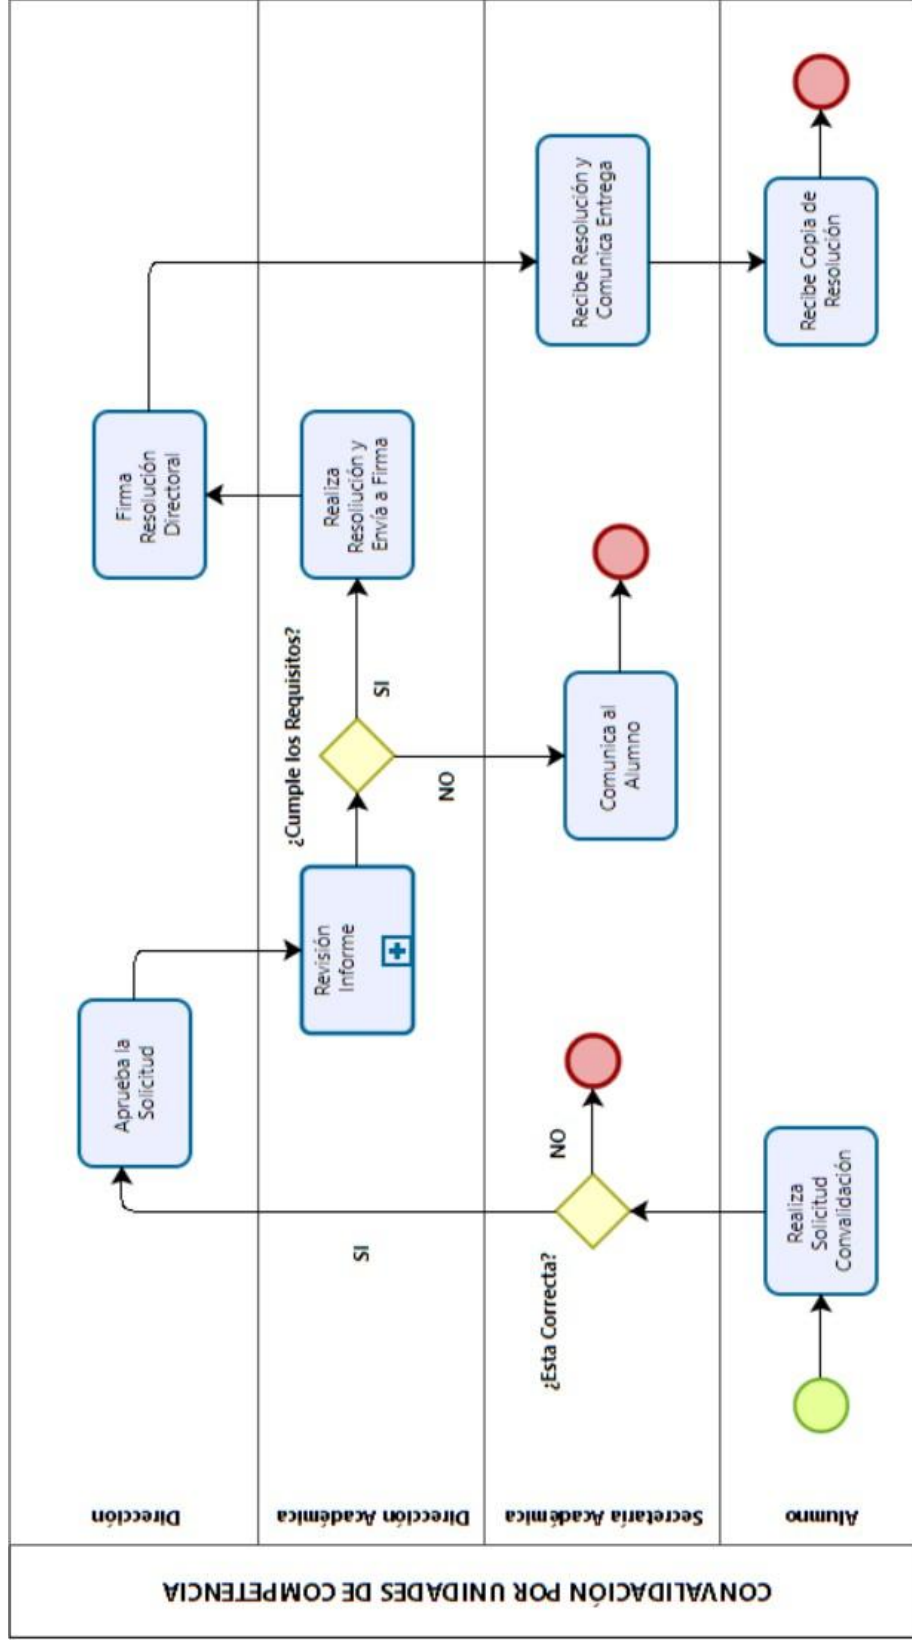 CONVALIDACIÓN POR UNIDADES DE COMPETENCIA
Dirección
Dirección Académica
Secretaría Académica
Alumno
Aprueba la
Solicitud
Firma
Resolución
Directoral
SI
Revisión
Informe
¿Cumple los Requisitos?
SI
NO
Realiza
Resoliución y
Envía a Firma
¿Esta Correcta?
NO
Comunica al
Alumno
Recibe Resolución y
Comunica Entrega
Realiza
Solicitud
Convalidación
Recibe Copia de
Resolución